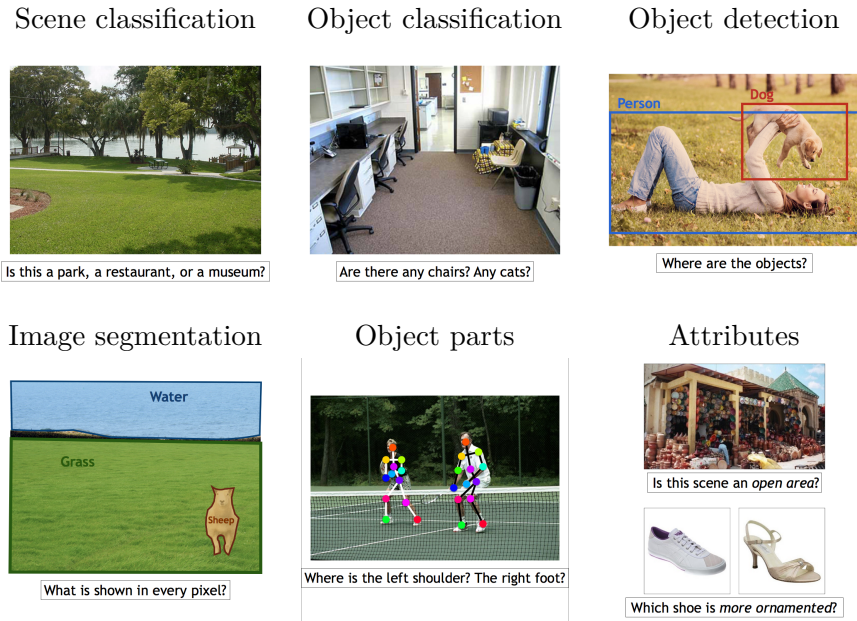 Scene classification
Object classification
Object detection
Person
Dog
Is this a park, a restaurant, or a museum?
Are there any chairs? Any cats?
Where are the objects?
Image segmentation
Object parts
Attributes
Water
Grass
Sheep
Is this scene an open area?
What is shown in every pixel?
Where is the left shoulder? The right foot?
Which shoe is more ornamented?